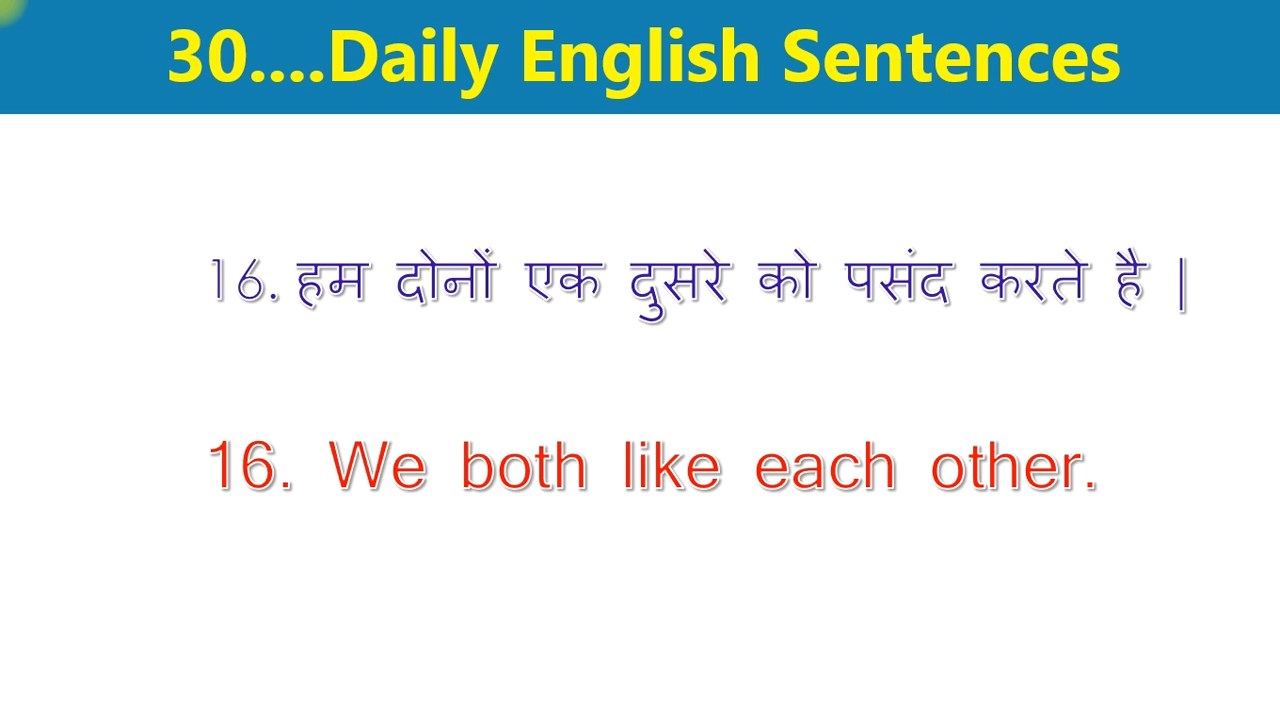 30....Daily English Sentences
16. हम दोनों एक दुसरे को पसंद करते है |
16. We both like each other.